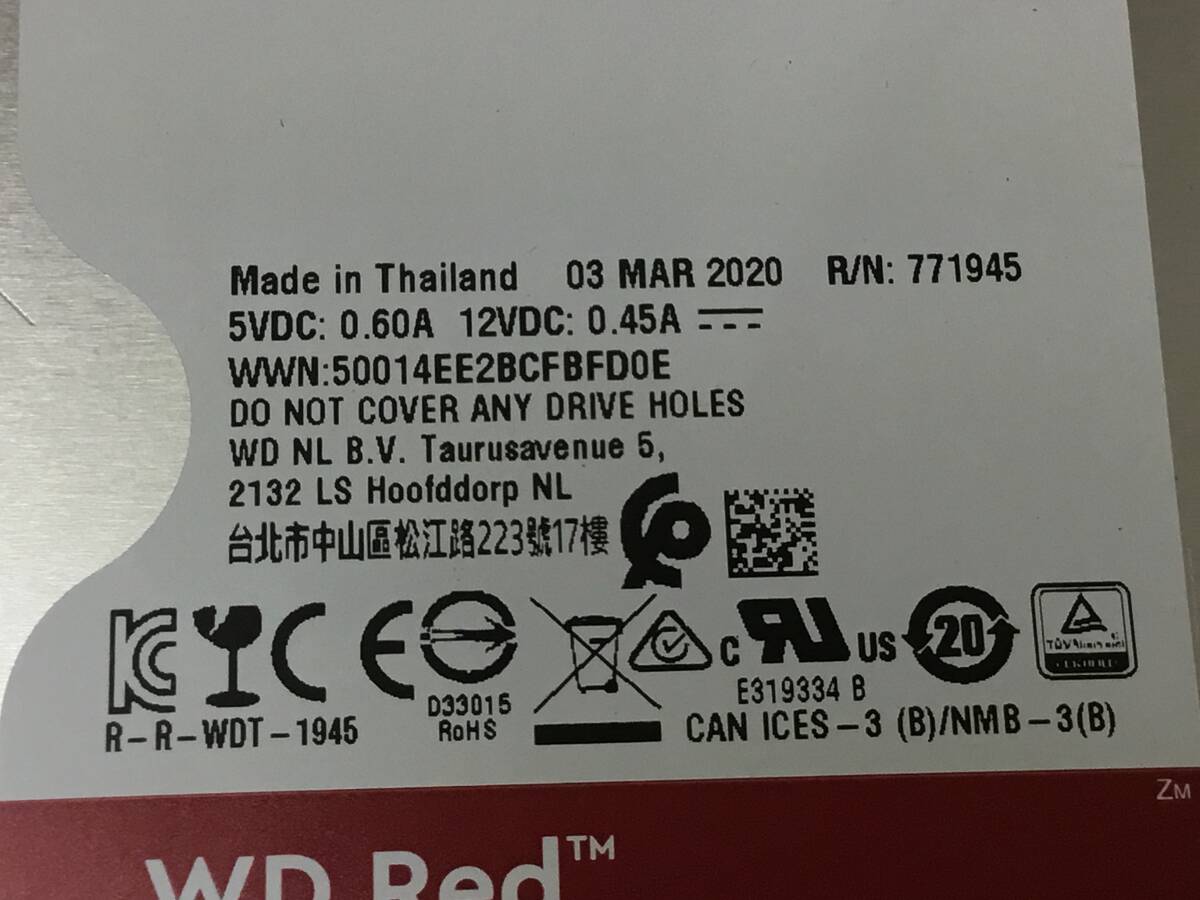 Made in Thailand 03 MAR 2020 R/N: 771945
5VDC: 0.60A 12VDC: 0.45A
WWN:50014EE2BCFBFD0E
DO NOT COVER ANY DRIVE HOLES
WD NL B.V. Taurusavenue 5,
2132 LS Hoofddorp NL
台北市中山區松江路223號17樓
C US 20
TÜV
D33015
RoHS
E319334 B
R-R-WDT-1945
CAN ICES-3 (B)/NMB-3(B)
ZM
WD Red™